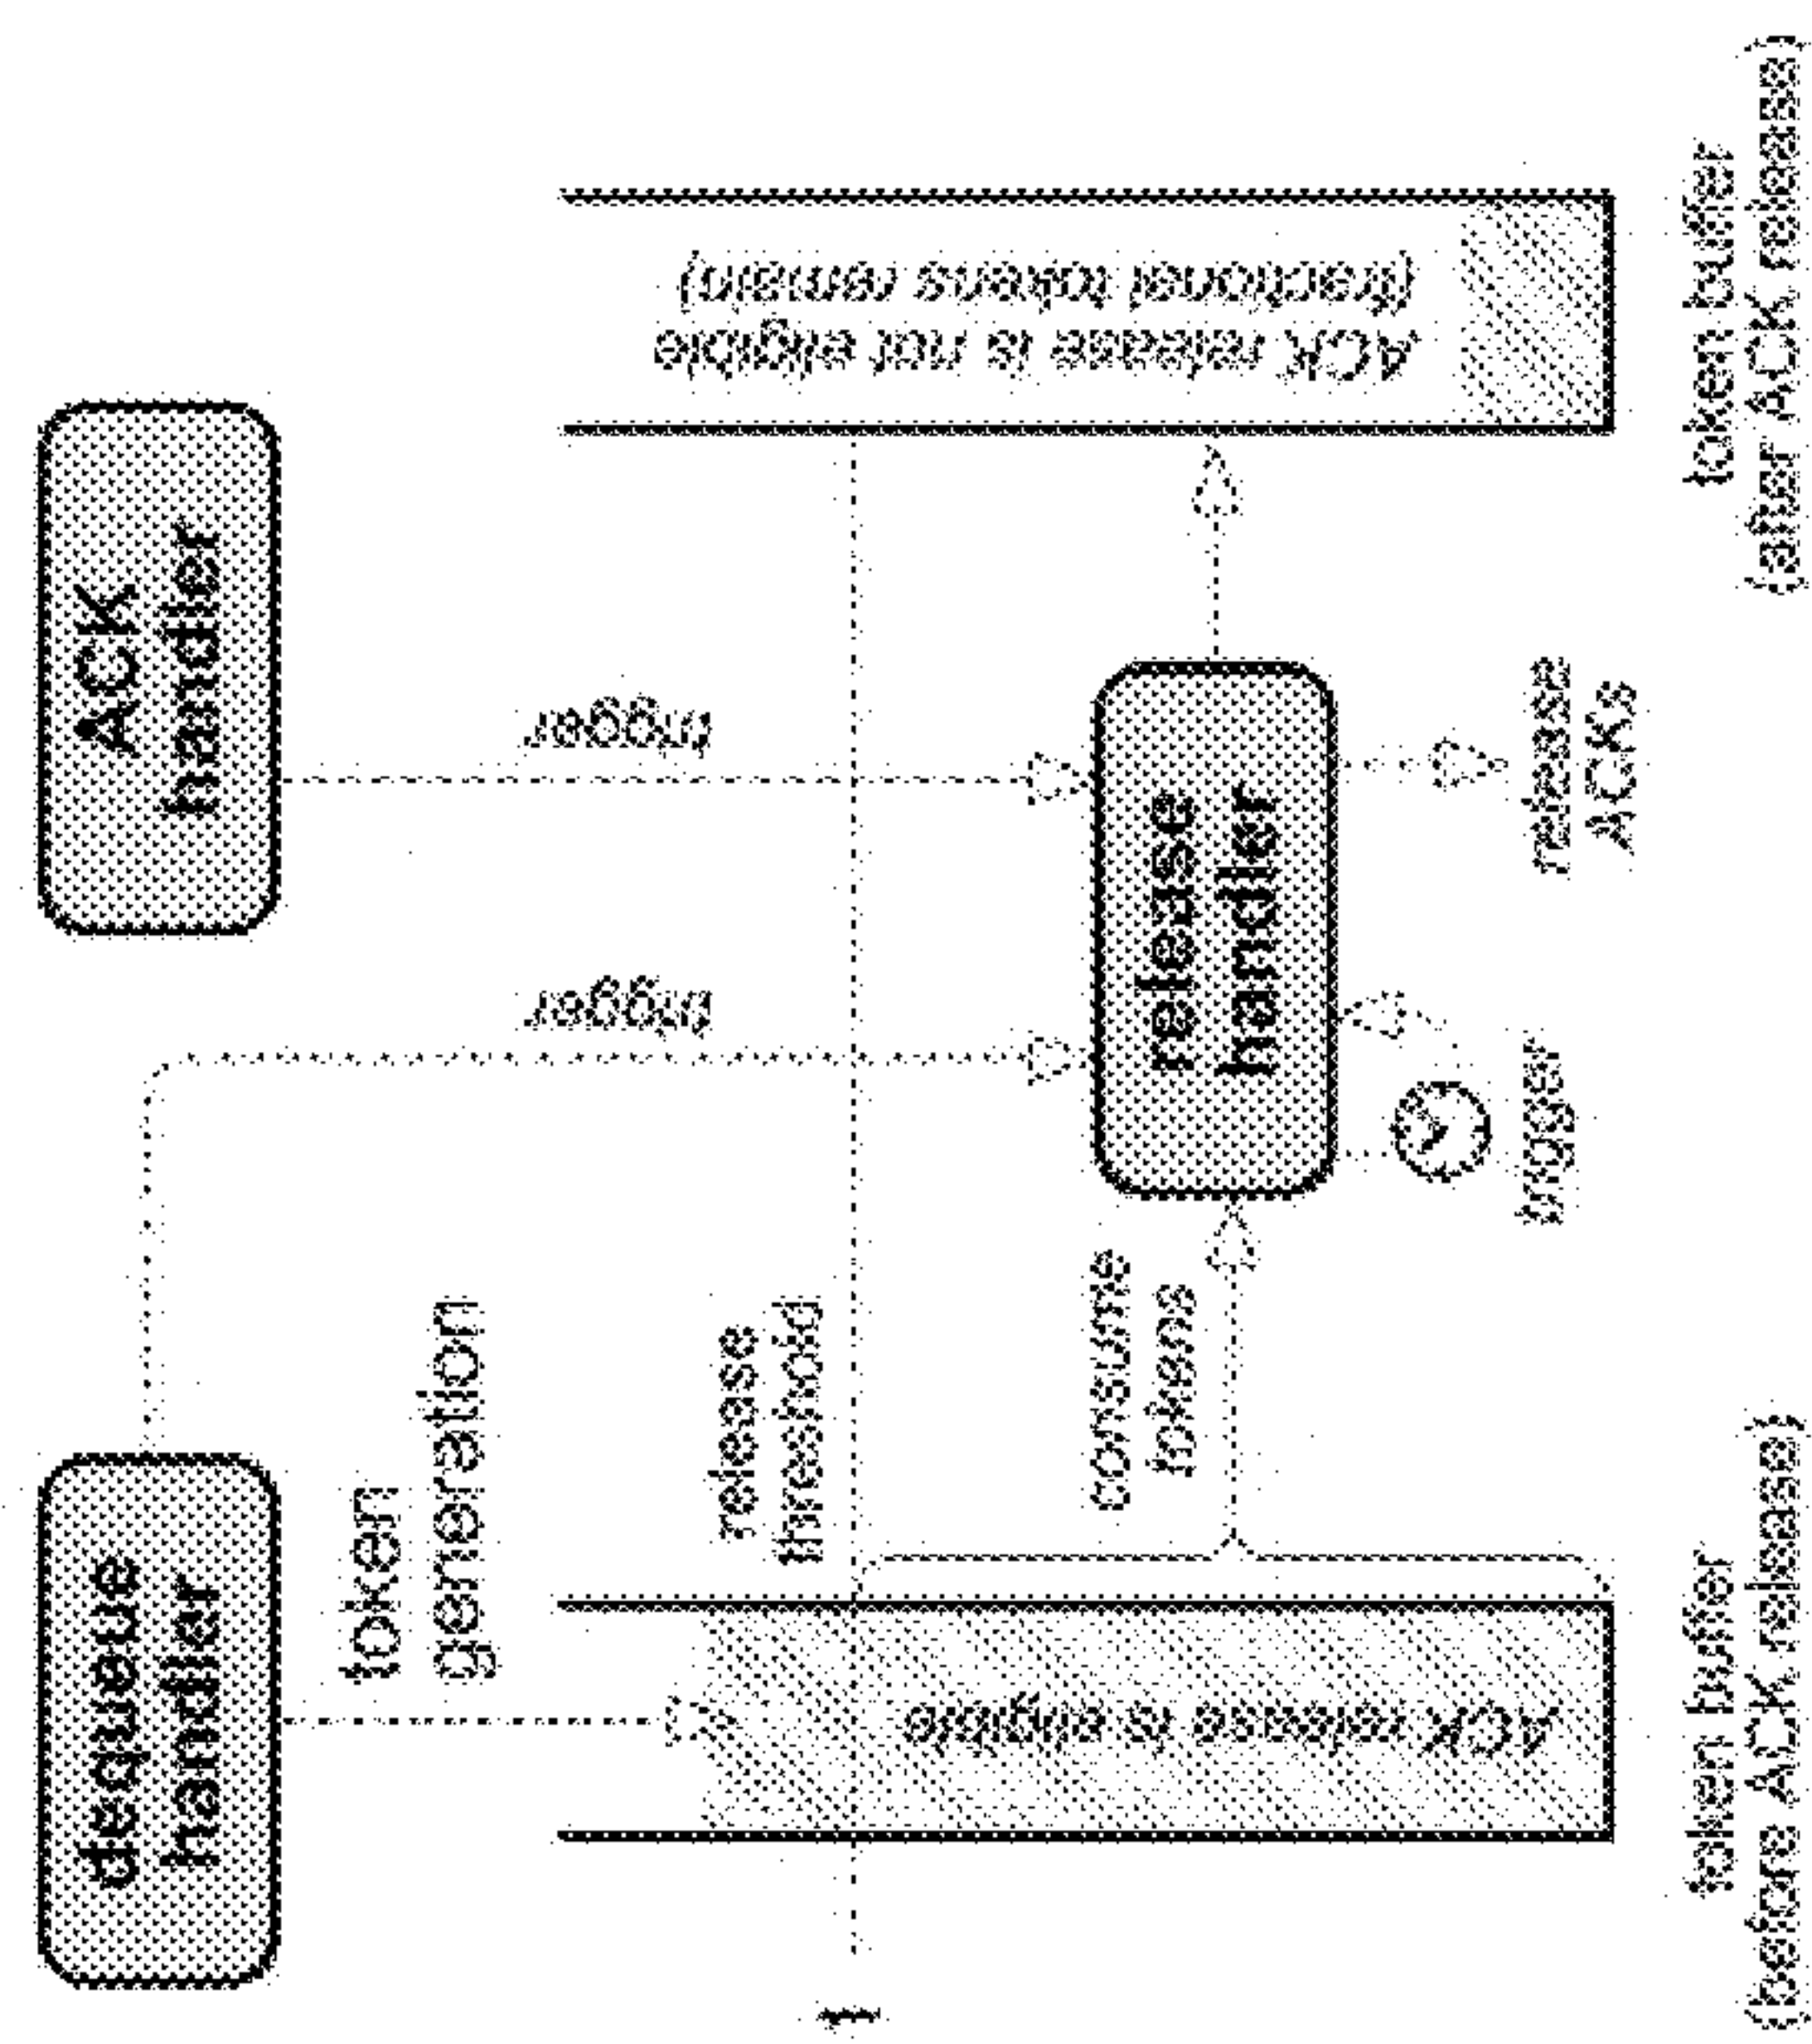 dequeue
handler
ACK
handler
token
generation
trigger
trigger
release
threshold
1
consume
tokens
release
handler
ACK release is eligible
ACK release is not eligible
(fractional tokens remain)
trigger
release
ACKs
token buffer
(before ACK release)
token buffer
(after ACK release)